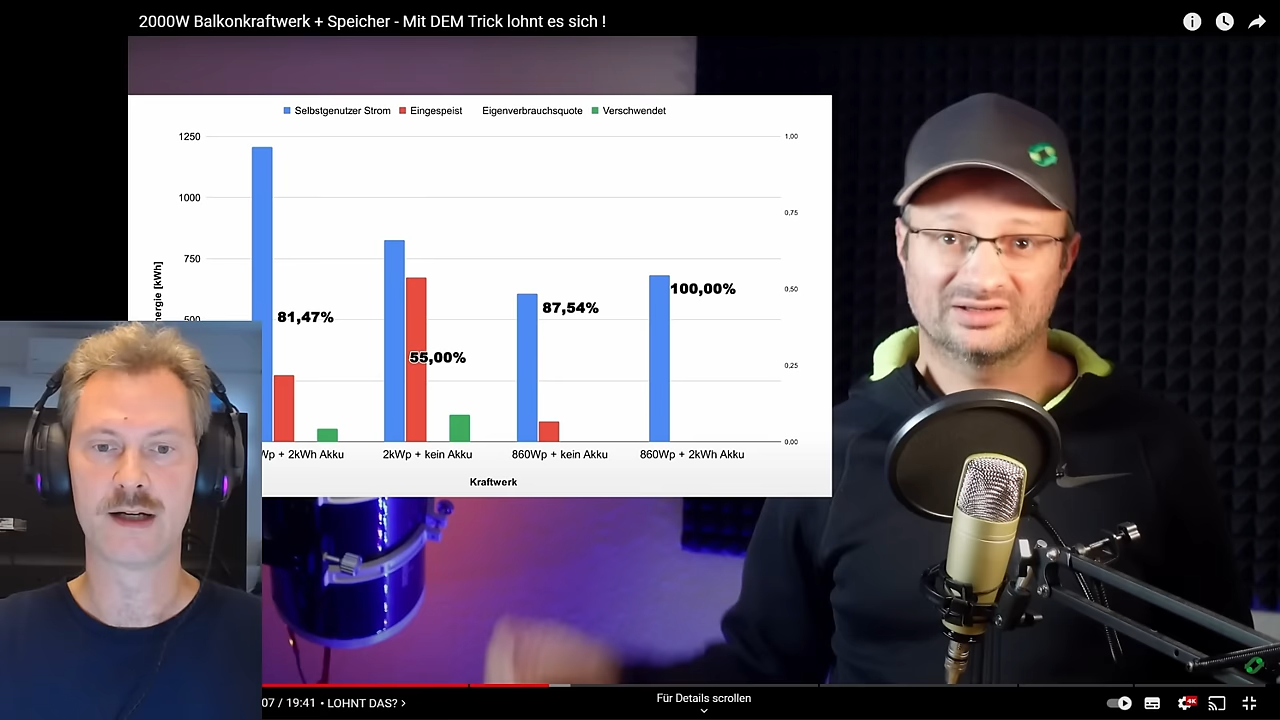 2000W Balkonkraftwerk + Speicher - Mit DEM Trick lohnt es sich !
Selbstgenutzer Strom Eingespeist Eigenverbrauchsquote Verschwendet
1250
1,00
1000
0,75
750
100,00%
0,50
87,54%
81,47%
500
55,00%
0,25
0,00
Wp + 2kWh Akku 2kWp + kein Akku 860Wp + kein Akku 860Wp + 2kWh Akku
Kraftwerk
nergie [kWh]
07 / 19:41 • LOHNT DAS? >
Für Details scrollen
4K